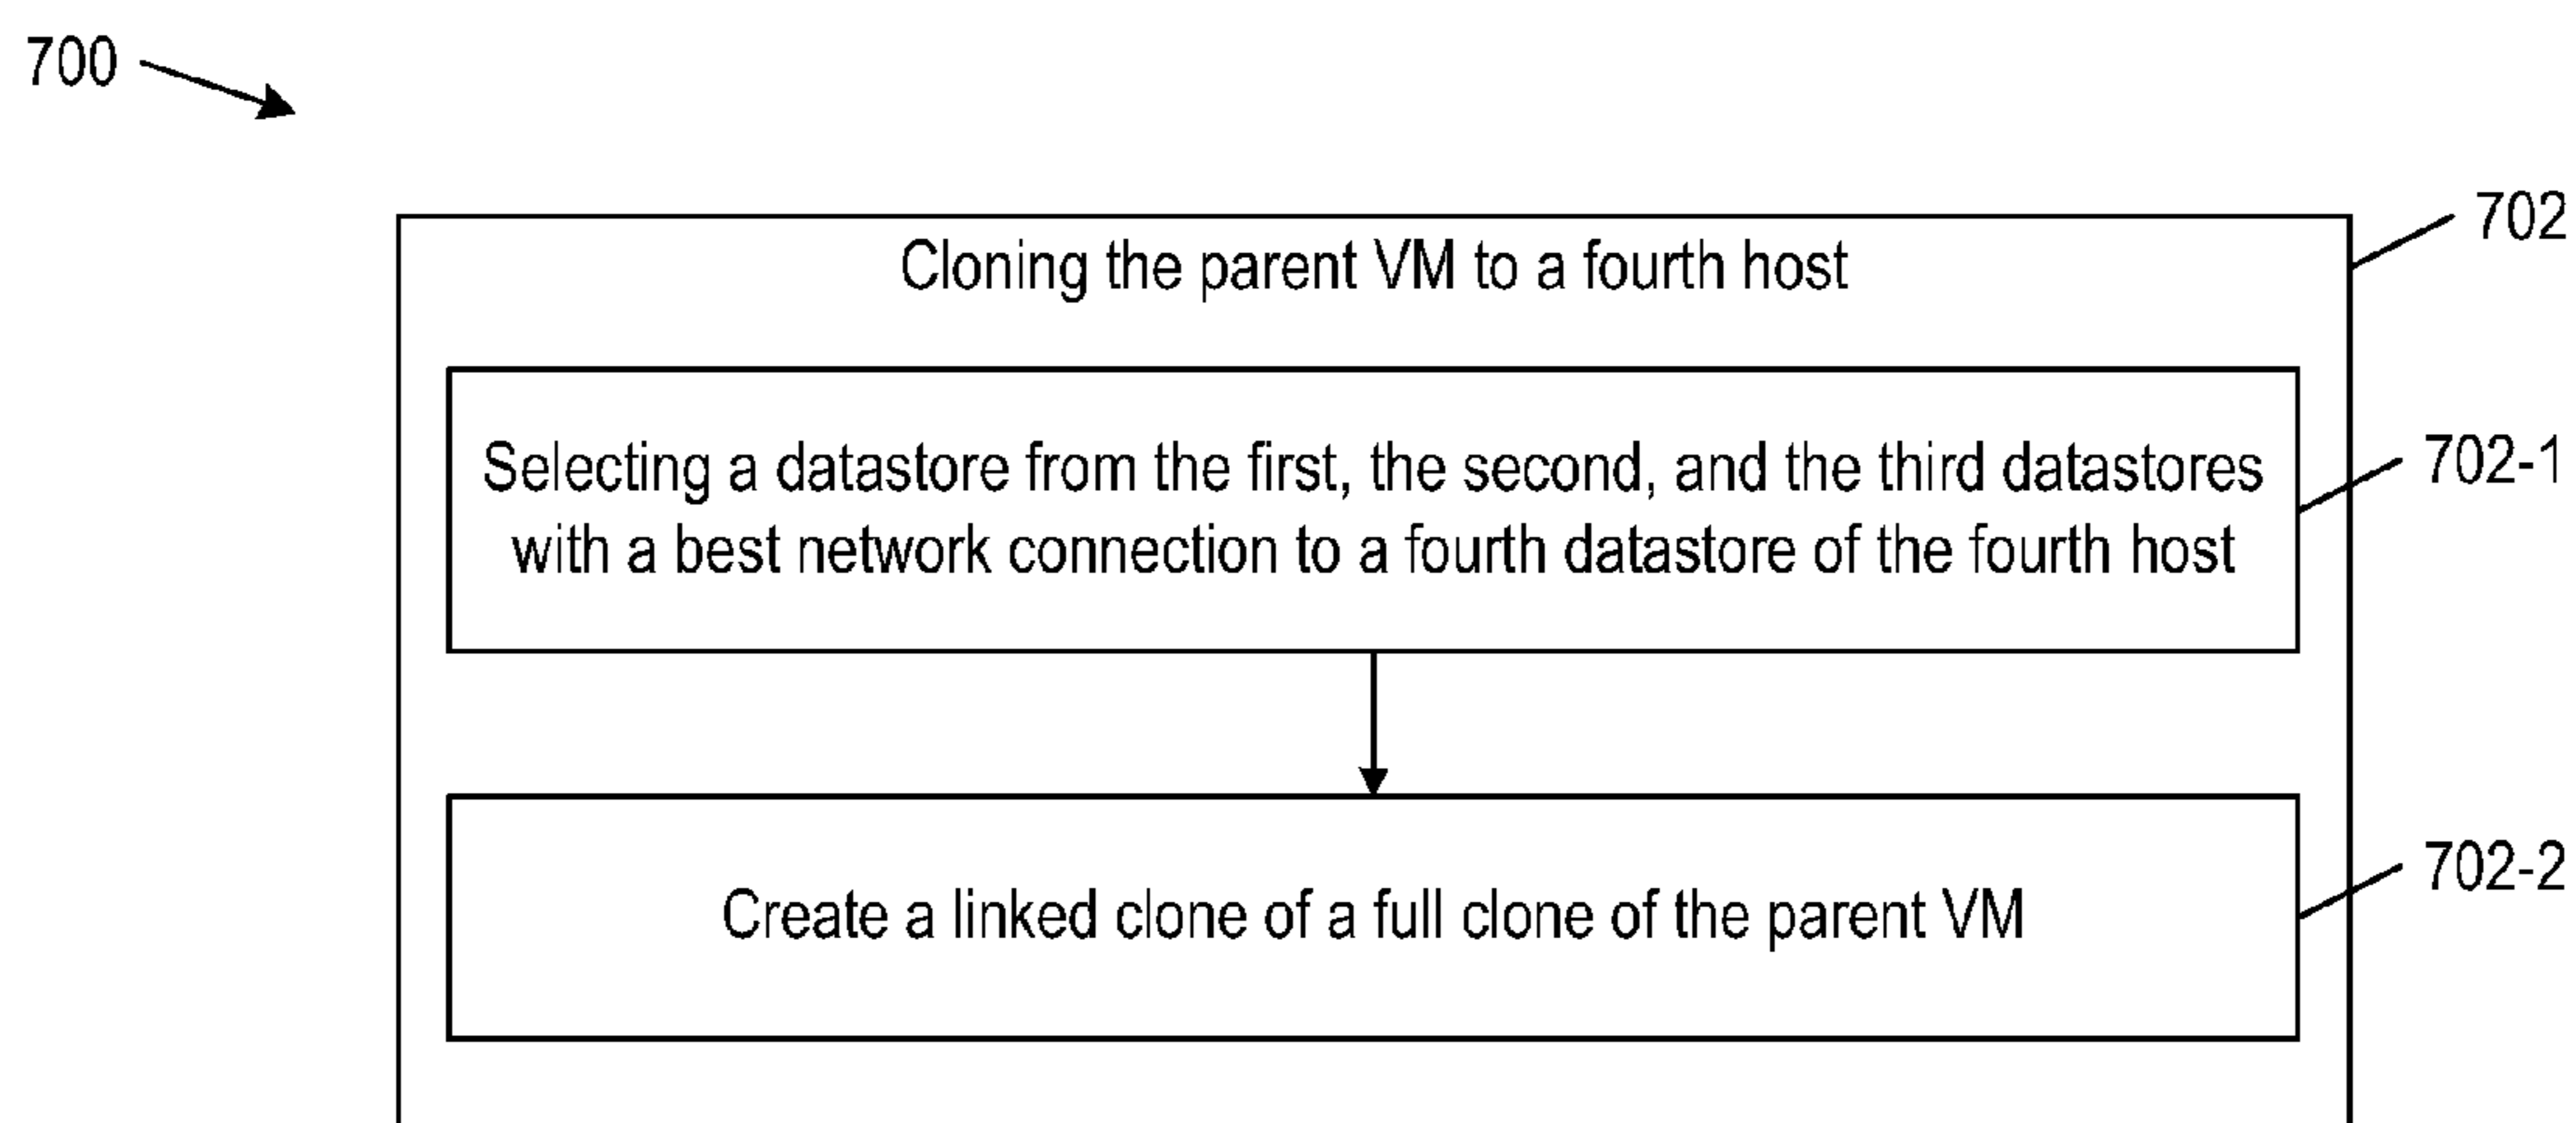 700
702
Cloning the parent VM to a fourth host
Selecting a datastore from the first, the second, and the third datastores
with a best network connection to a fourth datastore of the fourth host
702-1
Create a linked clone of a full clone of the parent VM
702-2